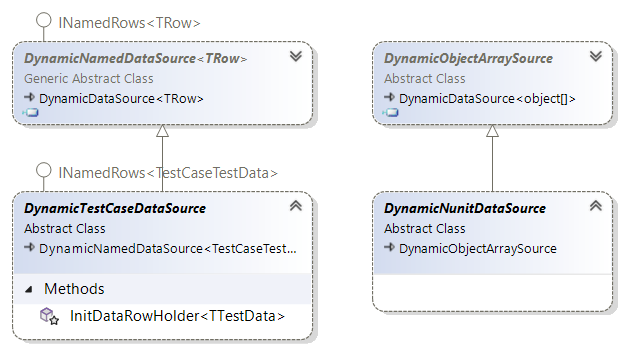 INamedRows<TRow>
DynamicNamedDataSource<TRow>
Generic Abstract Class
DynamicDataSource<TRow>
DynamicObjectArraySource
Abstract Class
DynamicDataSource<object[]>
INamedRows<TestCaseTestData>
DynamicTestCaseDataSource
Abstract Class
DynamicNamedDataSource<TestCaseTest...
Methods
InitDataRowHolder<TTestData>
DynamicNunitDataSource
Abstract Class
DynamicObjectArraySource